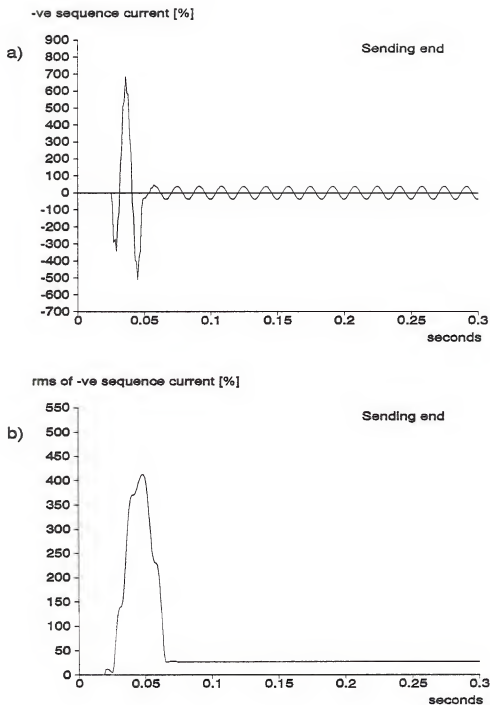 -ve sequence current [%]
a)
Sending end
900
800
700
600
500
400
300
200
100
0
-100
-200
-300
-400
-500
-600
-700
0 0.05 0.1 0.15 0.2 0.25 0.3
seconds
rms of -ve sequence current [%]
b)
Sending end
550
500
450
400
350
300
250
200
150
100
50
0
0 0.05 0.1 0.15 0.2 0.25 0.3
seconds